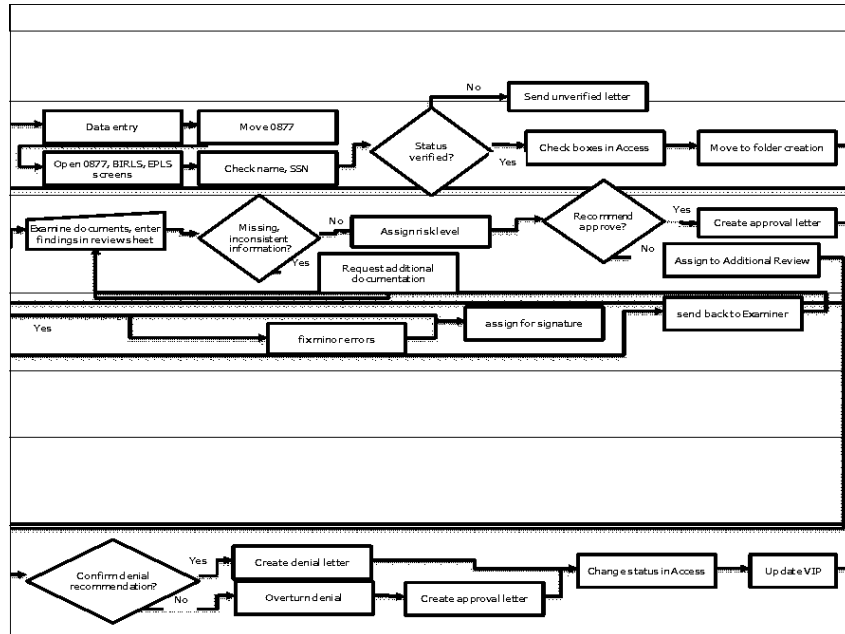 No
Send unverified letter
Data entry
Move 0877
Status
verified?
Yes
Check boxes in Access
Move to folder creation
Open 0877, BIRLS, EPLS
screens
Check name, SSN
Examine documents, enter
findings in review sheet
Missing,
inconsistent
information?
No
Yes
Assign risk level
Recommend
approve?
Yes
Create approval letter
No
Assign to Additional Review
Request additional
documentation
Yes
fix minor errors
assign for signature
send back to Examiner
Confirm denial
recommendation?
Yes
Create denial letter
No
Overturn denial
Create approval letter
Change status in Access
Update VIP